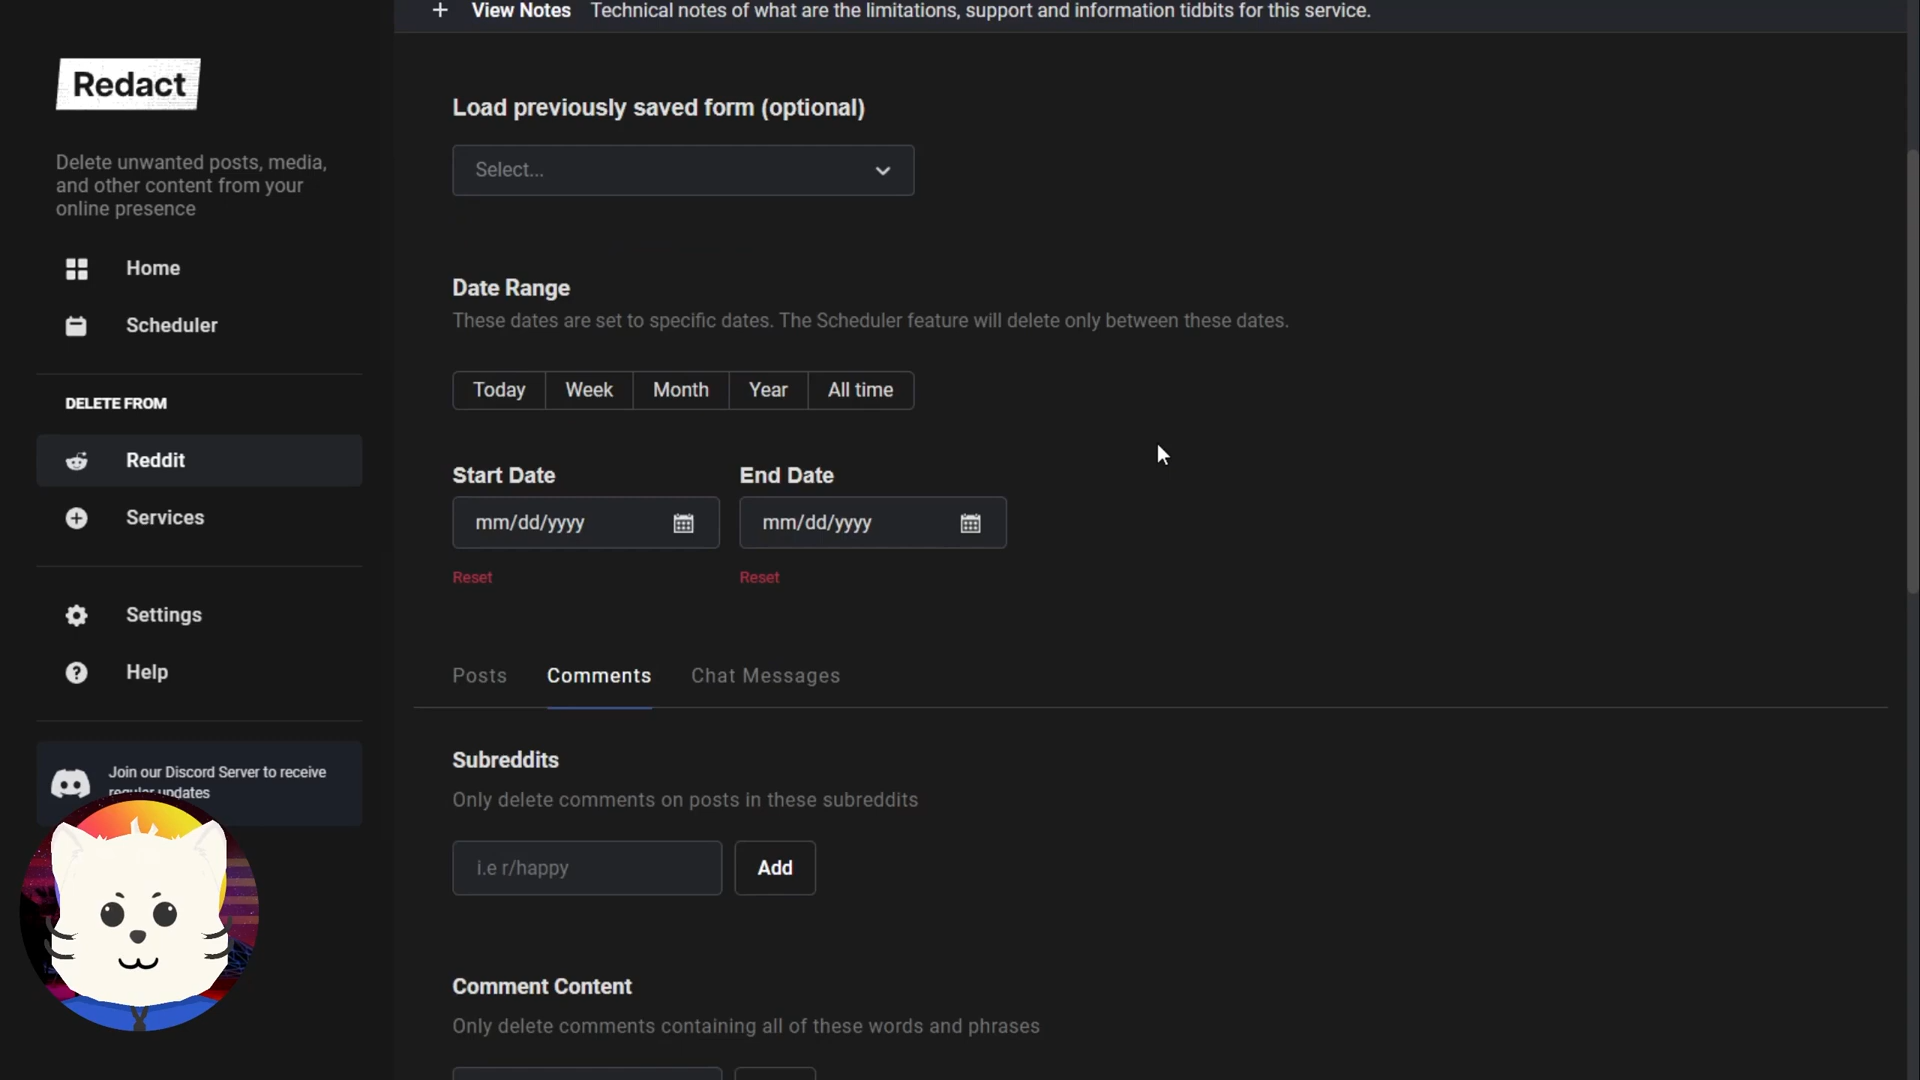 View Notes Technical notes of what are the limitations, support and information tidbits for this service.
Redact
Delete unwanted posts, media,
and other content from your
online presence
Home
Scheduler
DELETE FROM
Reddit
Services
Settings
Help
Join our Discord Server to receive
regular updates
Load previously saved form (optional)
Select...
Date Range
These dates are set to specific dates. The Scheduler feature will delete only between these dates.
Today Week Month Year All time
Start Date End Date
mm/dd/yyyy mm/dd/yyyy
Reset Reset
Posts Comments Chat Messages
Subreddits
Only delete comments on posts in these subreddits
i.e r/happy Add
Comment Content
Only delete comments containing all of these words and phrases